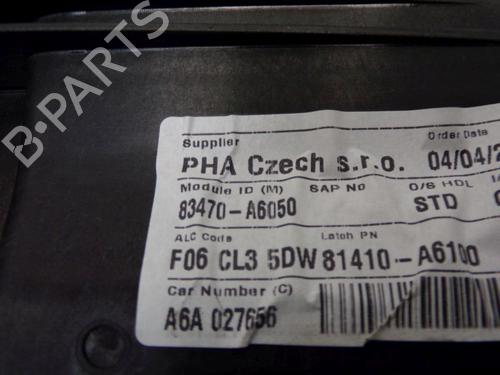 B-PARTS
Supplier Order Date
PHA Czech s.r.o. 04/04/2
Module ID (M) SAP No O/S HDL
83470-A6050 STD
ALC Code Latch PN
F06 CL3 5DW 81410-A6100
Car Number (C)
A6A 027656